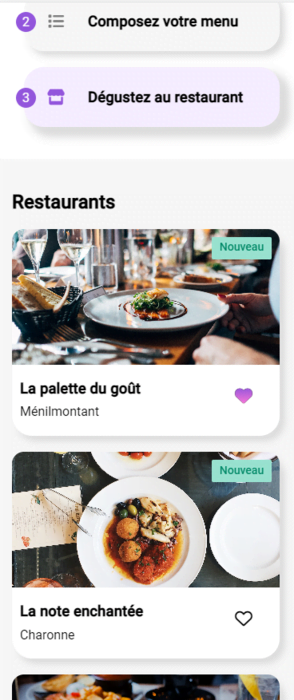 2
Composez votre menu
3
Dégustez au restaurant
Restaurants
Nouveau
La palette du goût
Ménilmontant
Nouveau
La note enchantée
Charonne